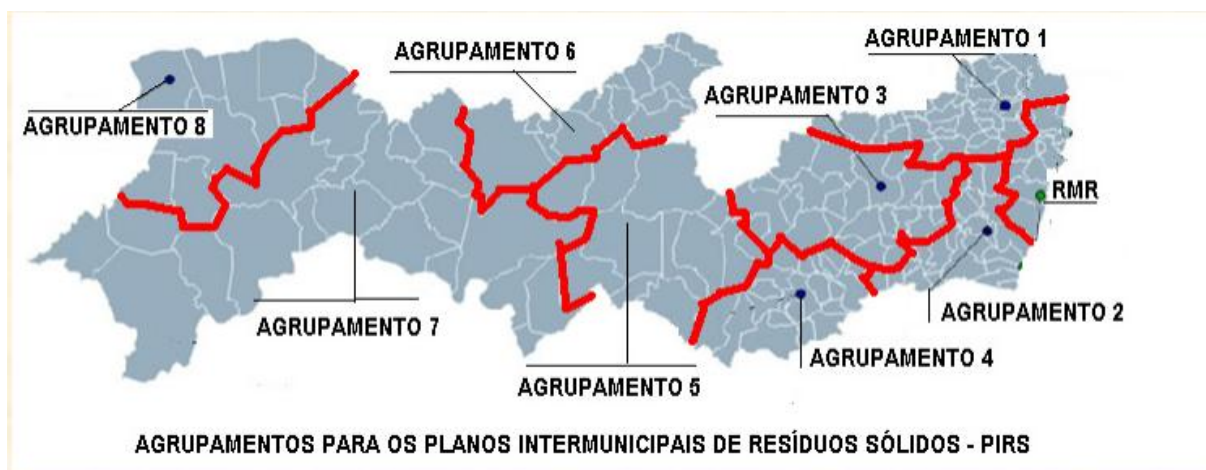 AGRUPAMENTO 1
AGRUPAMENTO 6
AGRUPAMENTO 3
AGRUPAMENTO 8
RMR
AGRUPAMENTO 7
AGRUPAMENTO 2
AGRUPAMENTO 4
AGRUPAMENTO 5
AGRUPAMENTOS PARA OS PLANOS INTERMUNICIPAIS DE RESÍDUOS SÓLIDOS - PIRS